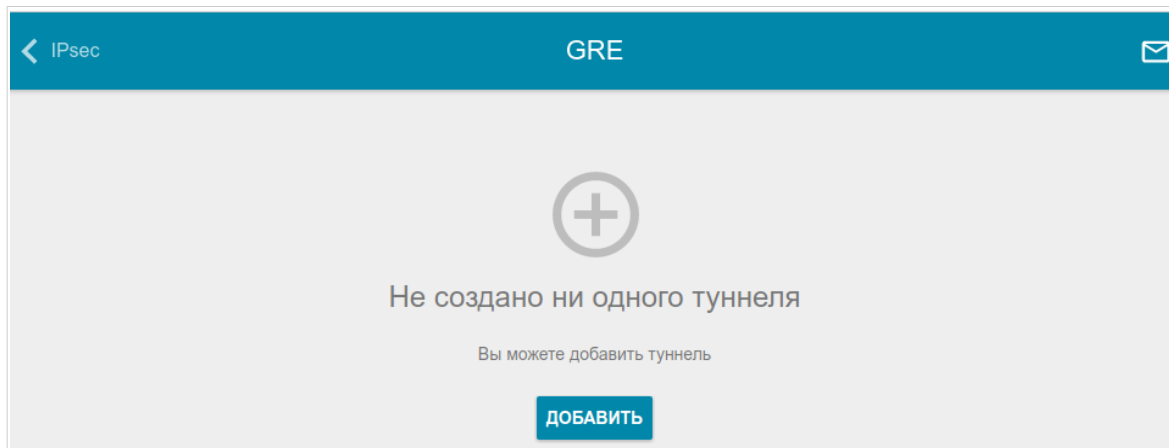 IPsec
GRE
Не создано ни одного туннеля
Вы можете добавить туннель
ДОБАВИТЬ